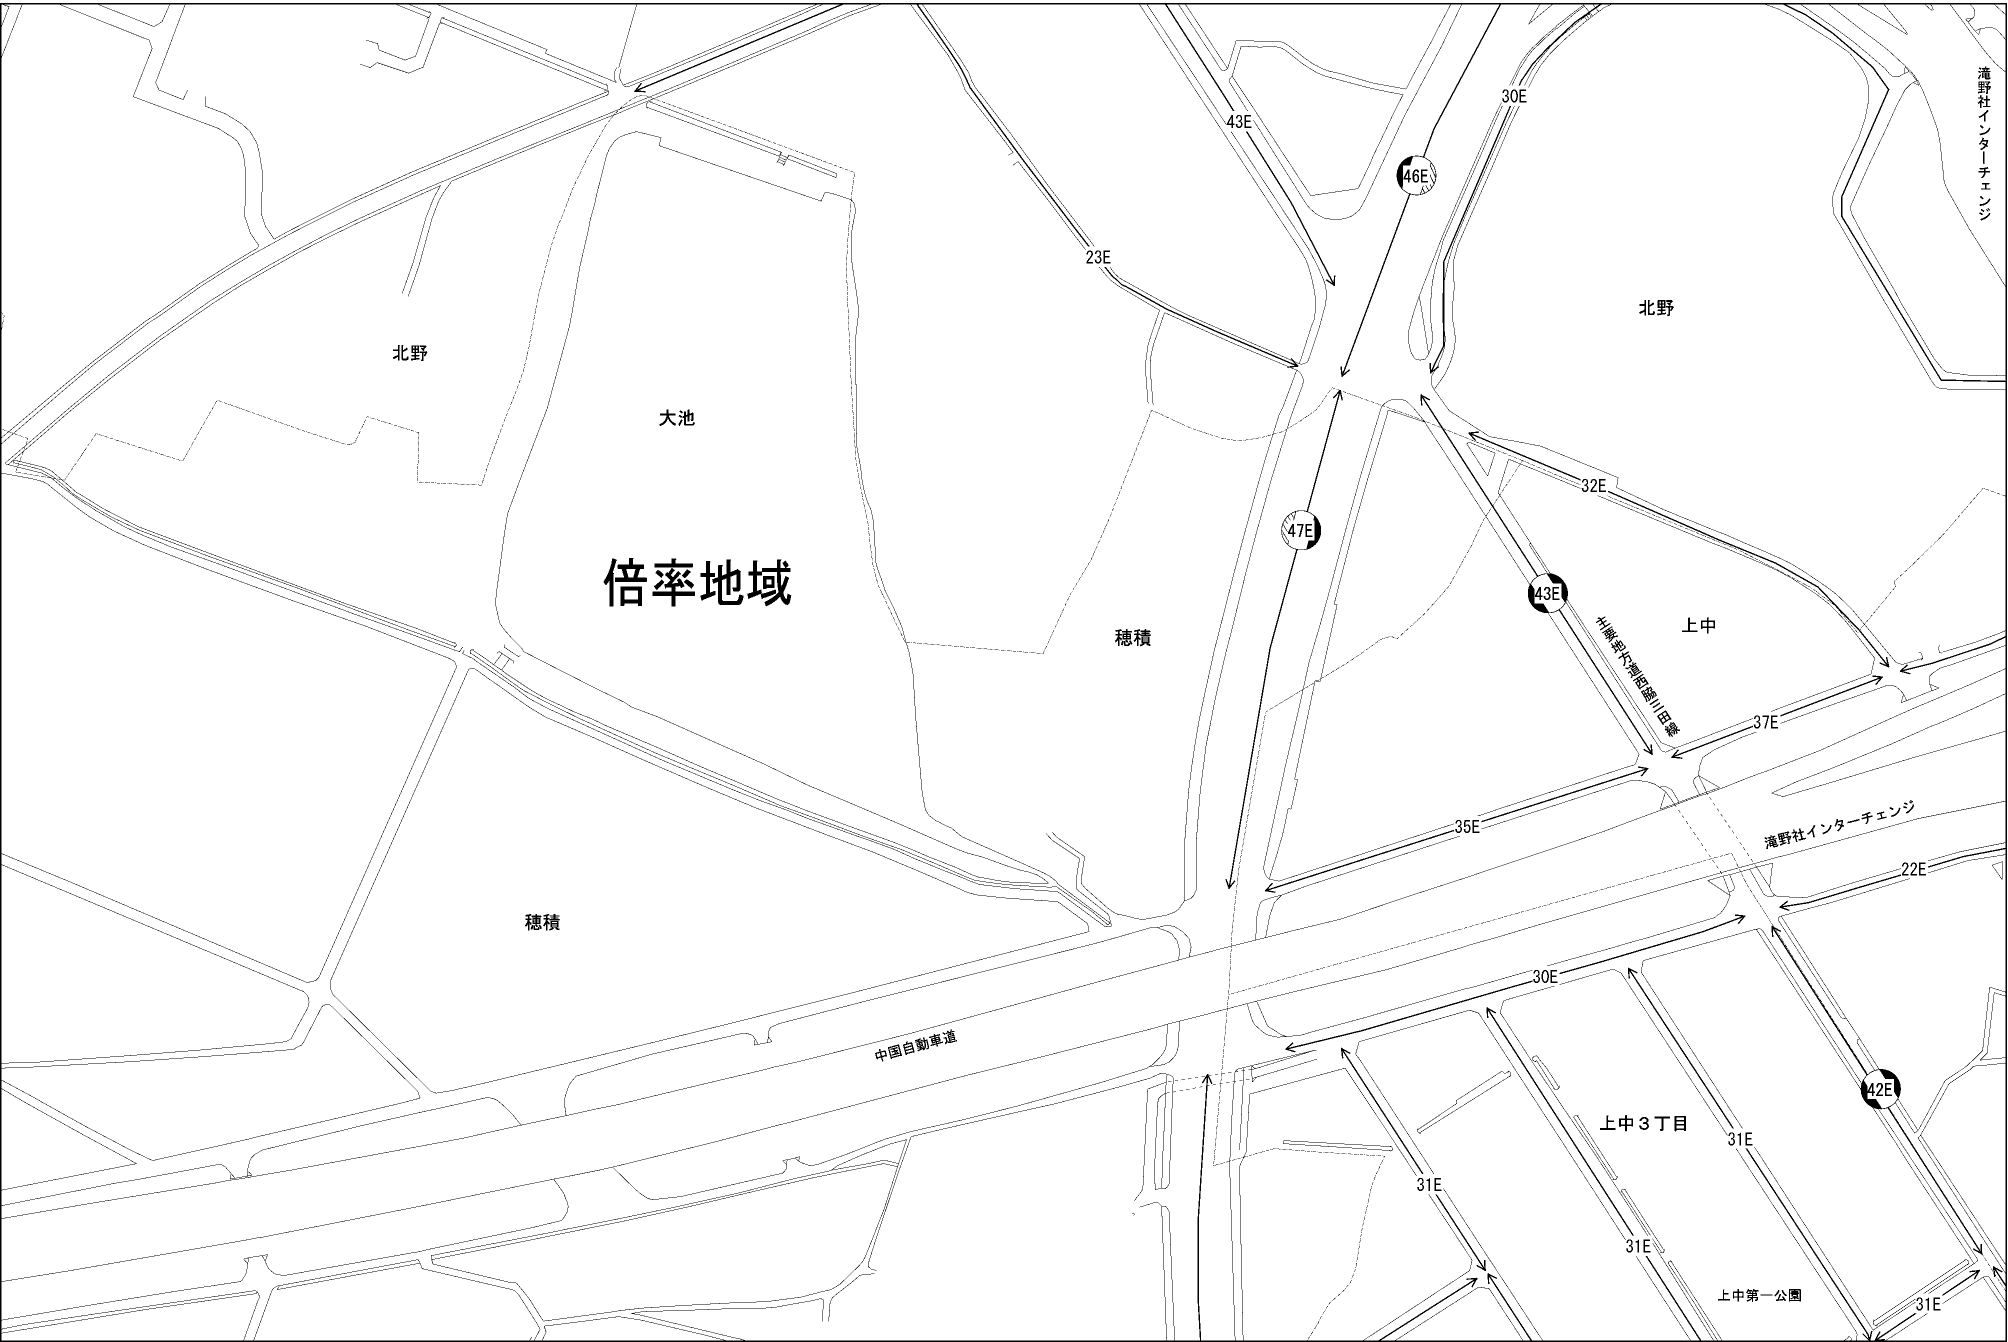 滝野社インターチェンジ
30E
43E
46E
23E
北野
北野
大池
32E
47E
倍率地域
43E
主要地方道西脇三田線
上中
穂積
37E
35E
滝野社インターチェンジ
22E
穂積
30E
中国自動車道
42E
上中3丁目
31E
31E
31E
上中第一公園
31E